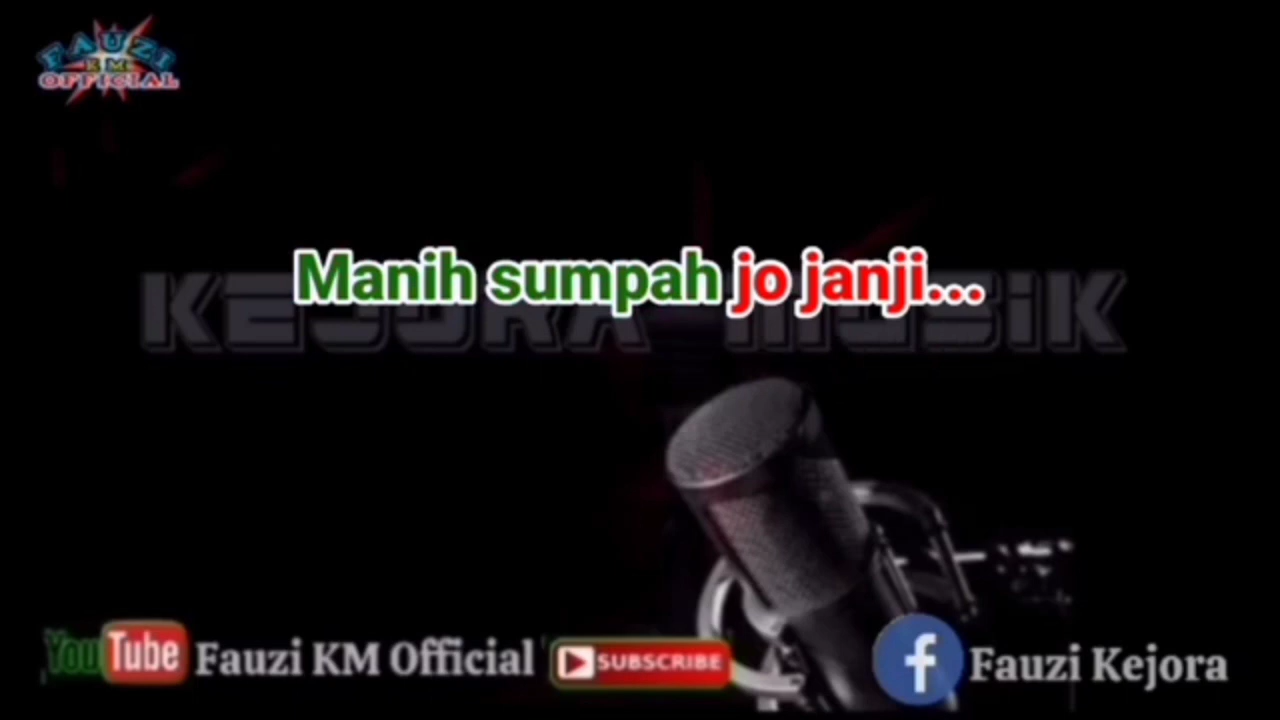 FAUZI
KM
OFFICIAL
Manih sumpah jo janji...
KEJORA MUSIK
YouTube Fauzi KM Official SUBSCRIBE f Fauzi Kejora